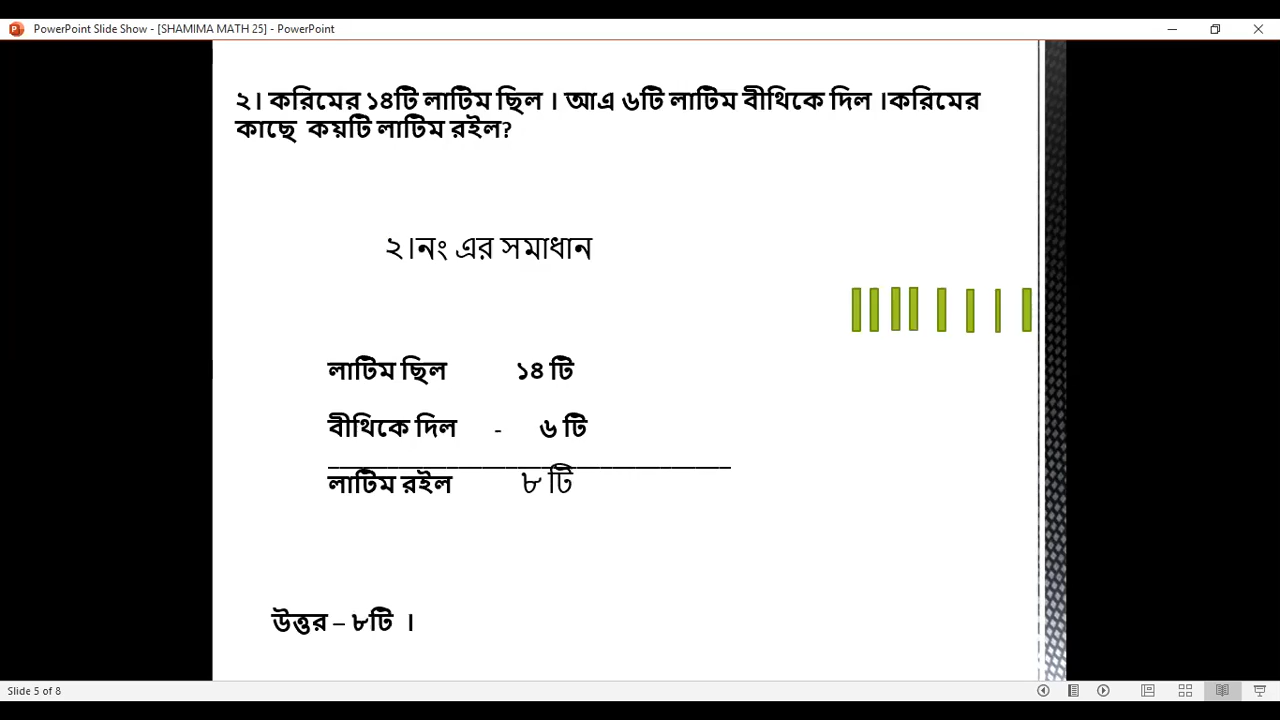 PowerPoint Slide Show - [SHAMIMA MATH 25] - PowerPoint
২। করিমের ১৪টি লাটিম ছিল । আএ ৬টি লাটিম বীথিকে দিল ।করিমের
কাছে কয়টি লাটিম রইল?
২।নং এর সমাধান
লাটিম ছিল ১৪ টি
বীথিকে দিল - ৬ টি
লাটিম রইল ৮ টি
উত্তর – ৮টি ।
Slide 5 of 8